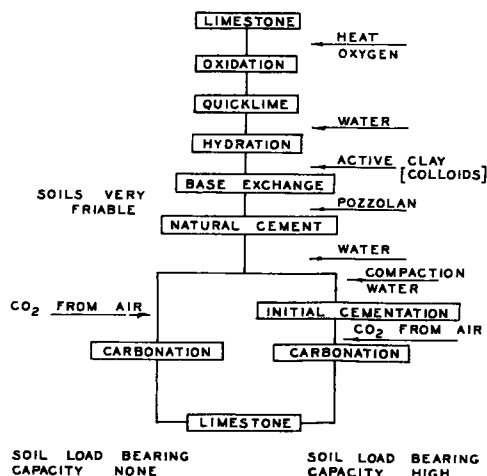 LIMESTONE
HEAT
OXYGEN
OXIDATION
QUICKLIME
WATER
HYDRATION
ACTIVE CLAY
[COLLOIDS]
BASE EXCHANGE
SOILS VERY
FRIABLE
POZZOLAN
NATURAL CEMENT
WATER
COMPACTION
WATER
CO₂ FROM AIR
INITIAL CEMENTATION
CO₂ FROM AIR
CARBONATION
CARBONATION
LIMESTONE
SOIL LOAD BEARING
CAPACITY NONE
SOIL LOAD BEARING
CAPACITY HIGH